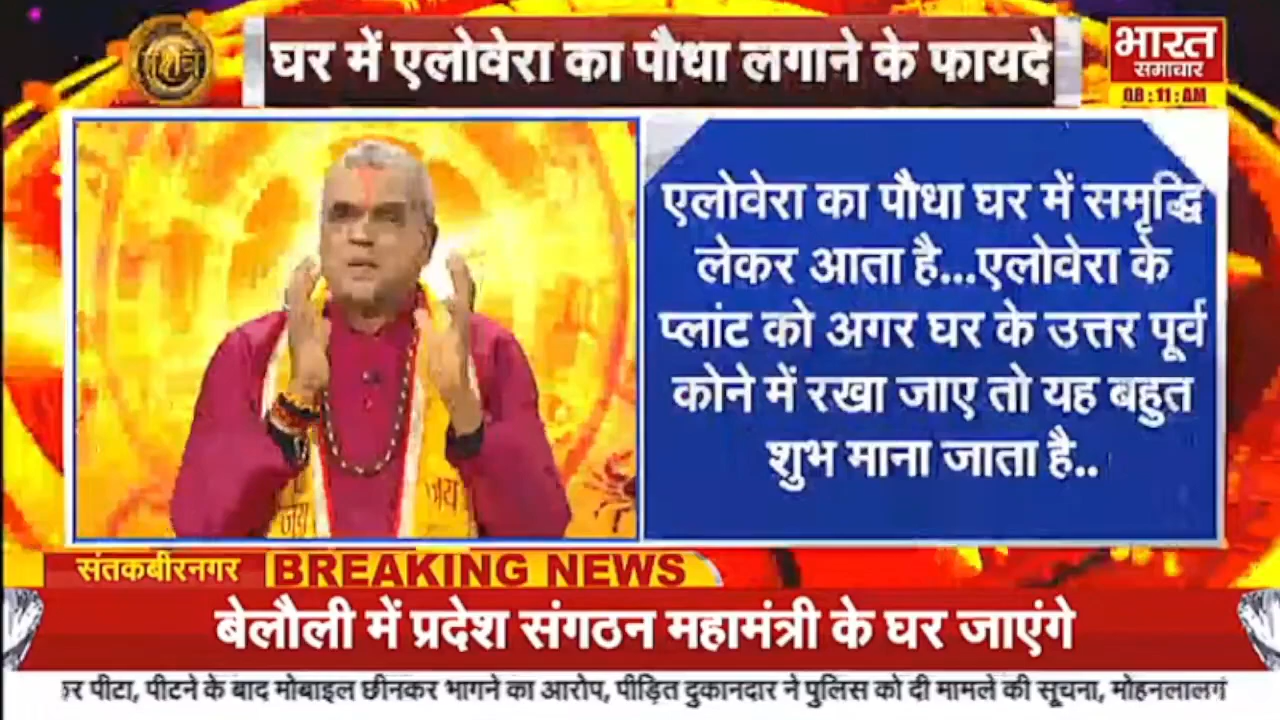 घर में एलोवेरा का पौधा लगाने के फायदे
भारत
समाचार
08:11:AM
एलोवेरा का पौधा घर में समृद्धि
लेकर आता है...एलोवेरा के
प्लांट को अगर घर के उत्तर पूर्व
कोने में रखा जाए तो यह बहुत
शुभ माना जाता है..
जय
जय
संतकबीरनगर
BREAKING NEWS
बेलौली में प्रदेश संगठन महामंत्री के घर जाएंगे
पीटा, पीटने के बाद मोबाइल छीनकर भागने का आरोप, पीड़ित दुकानदार ने पुलिस को दी मामले की सूचना,